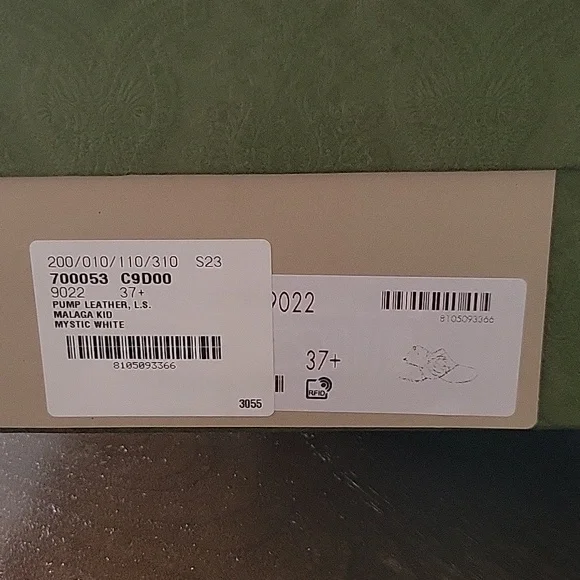 200/010/110/310 S23
700053 C9D00
9022 37+
PUMP LEATHER, L.S.
MALAGA KID
MYSTIC WHITE
8105093366
3055
9022
8105093366
37+
RFID